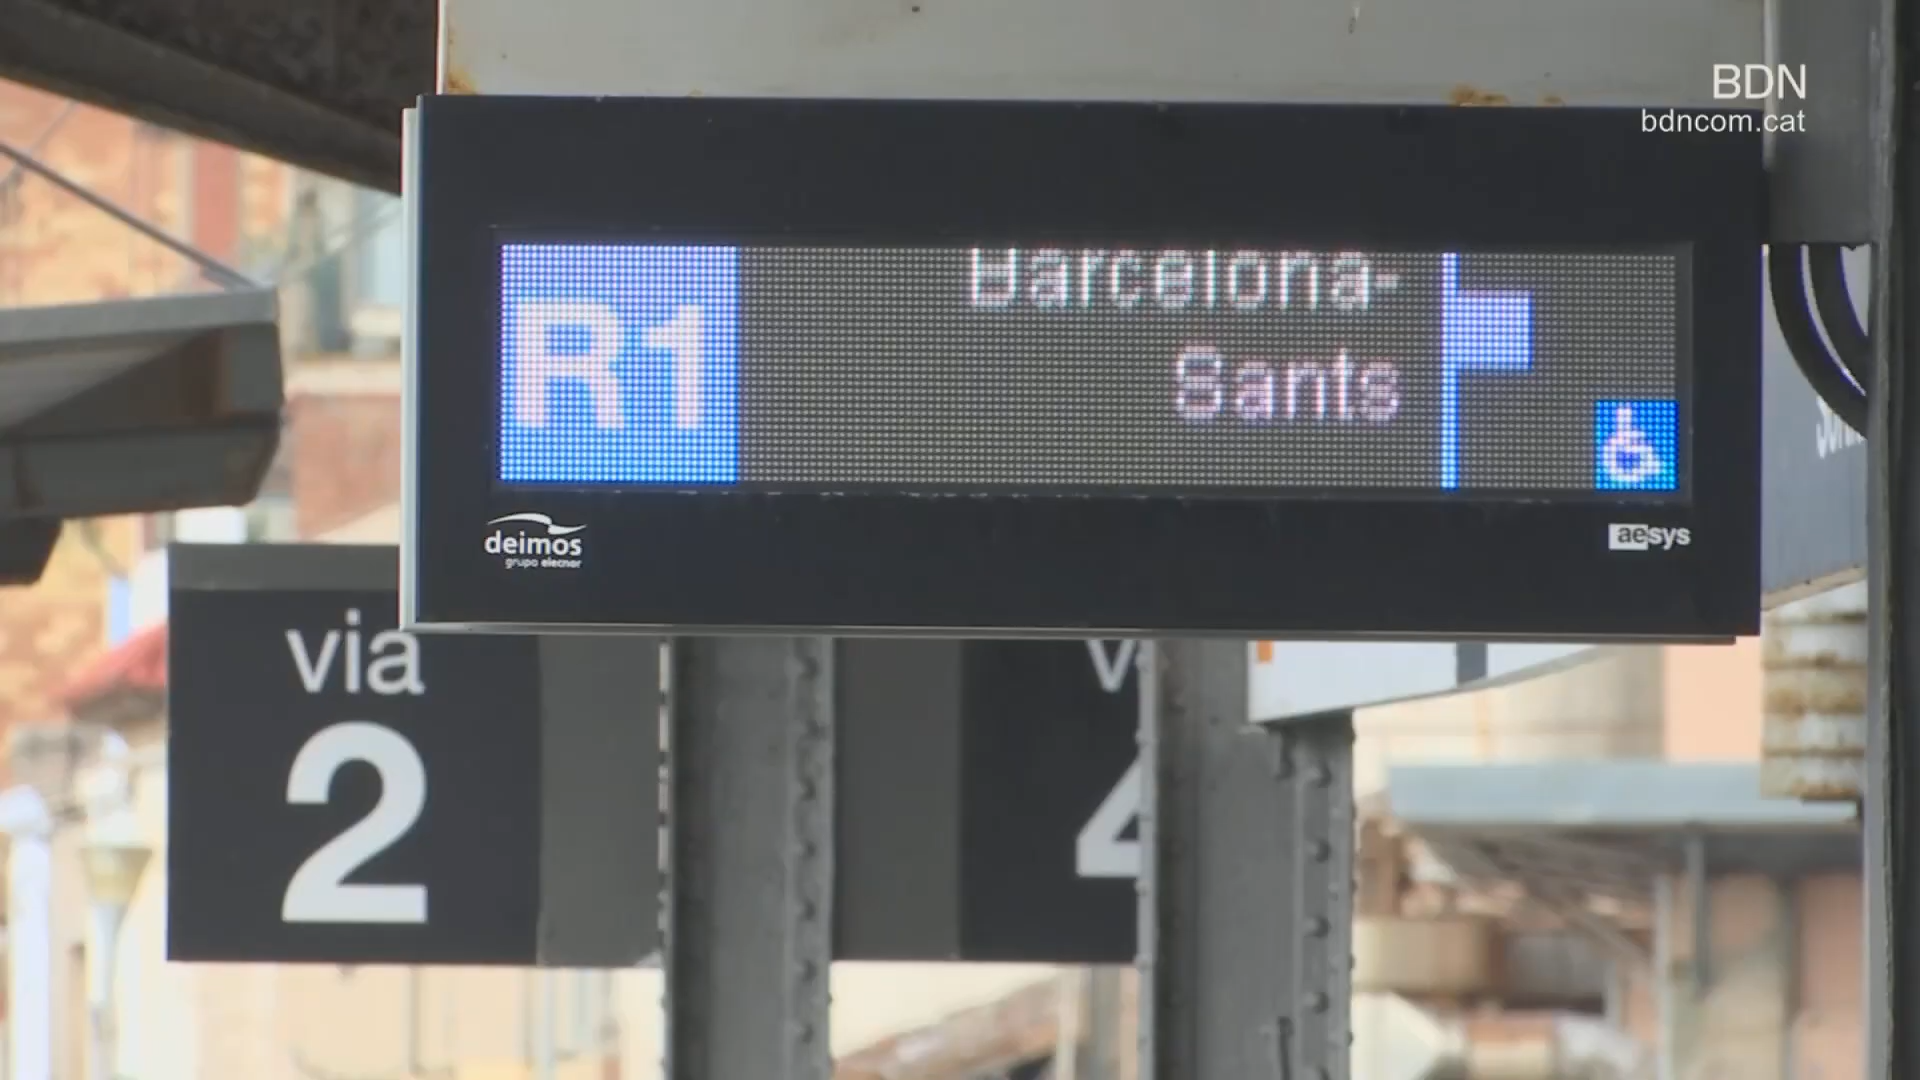 BDN
bdncom.cat
R1
Barcelona-
Sants
deimos
grupo elecnor
aesys
via
2
4